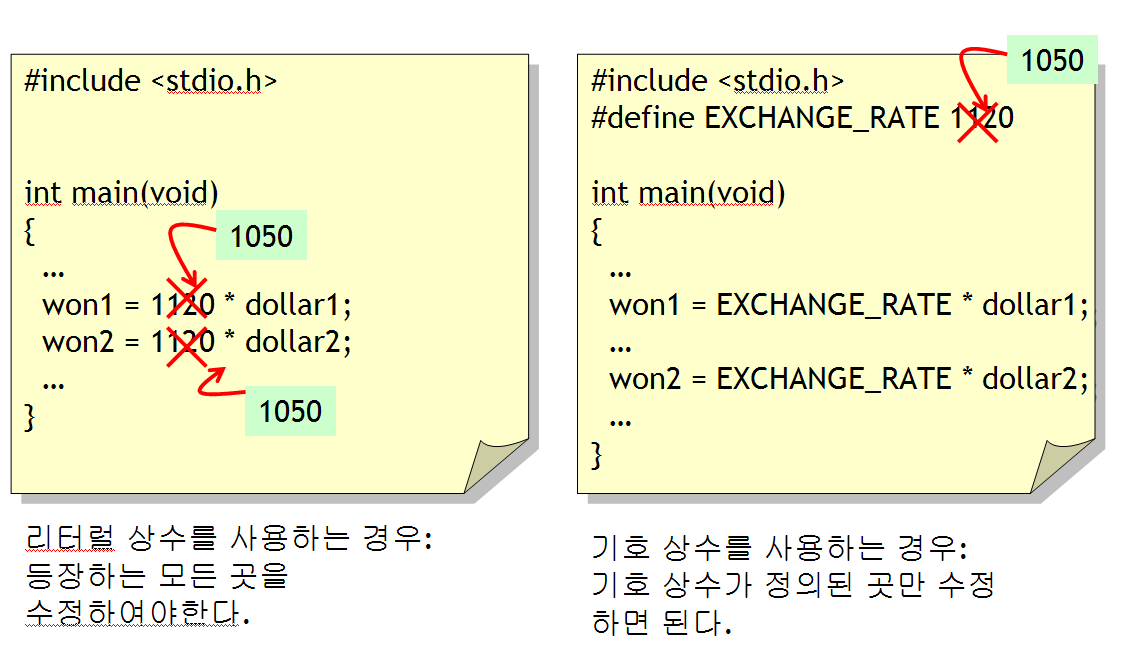 #include <stdio.h>
int main(void)
{
...
1050
won1 = 1120 * dollar1;
won2 = 1120 * dollar2;
...
1050
}
리터럴 상수를 사용하는 경우:
등장하는 모든 곳을
수정하여야한다.
1050
#include <stdio.h>
#define EXCHANGE_RATE 1120
int main(void)
{
...
won1 = EXCHANGE_RATE * dollar1;
...
won2 = EXCHANGE_RATE * dollar2;
...
}
기호 상수를 사용하는 경우:
기호 상수가 정의된 곳만 수정
하면 된다.